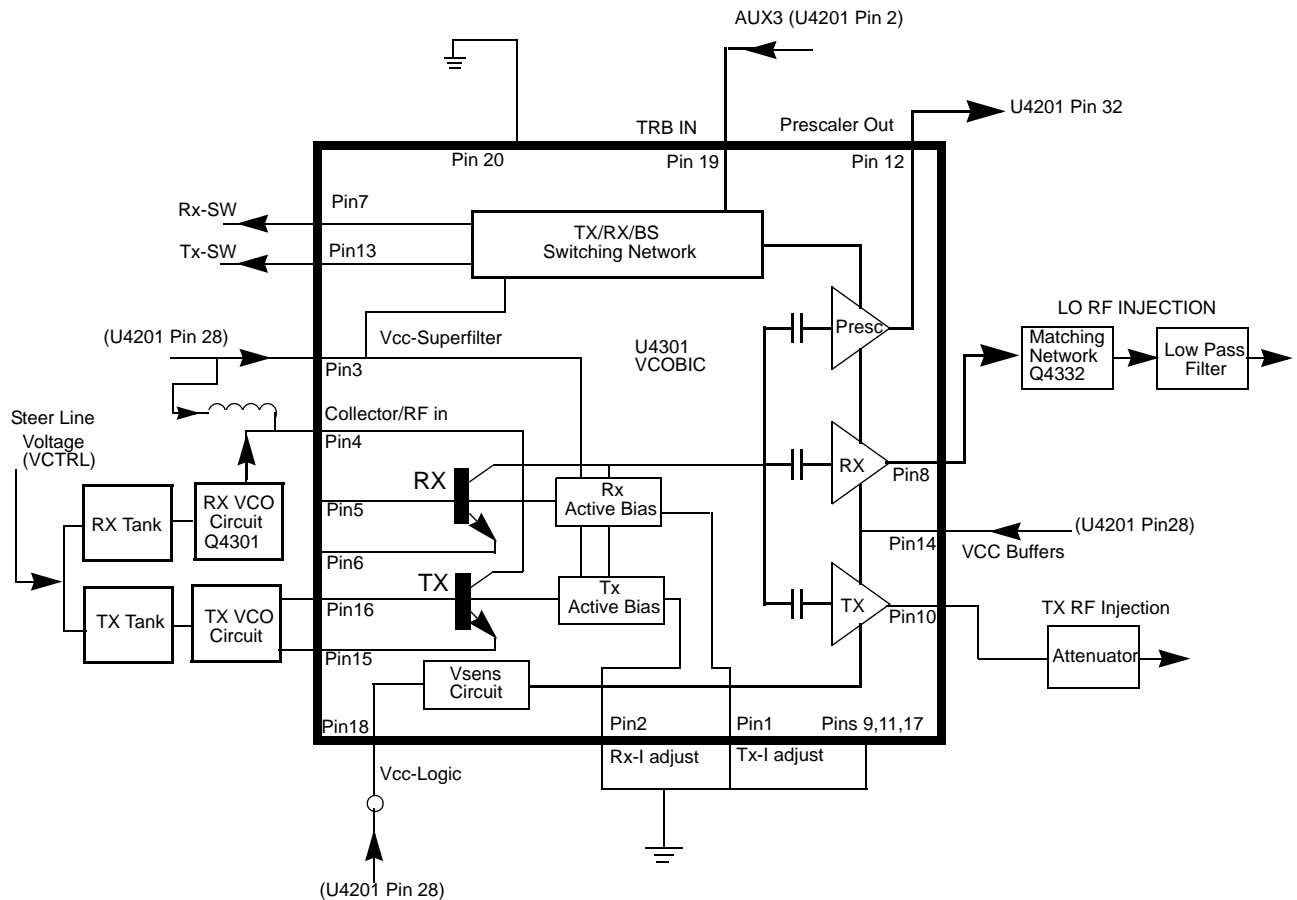 AUX3 (U4201 Pin 2)
U4201 Pin 32
TRB IN
Prescaler Out
Pin 20
Pin 19
Pin 12
Rx-SW
Pin7
Tx-SW
Pin13
TX/RX/BS
Switching Network
(U4201 Pin 28)
Vcc-Superfilter
Pin3
U4301
VCOBIC
Presc
LO RF INJECTION
Matching
Network
Q4332
Low Pass
Filter
Steer Line
Voltage
(VCTRL)
Collector/RF in
Pin4
RX
Rx
Active Bias
RX
Pin8
RX Tank
RX VCO
Circuit
Q4301
Pin5
Pin6
Pin14
(U4201 Pin28)
VCC Buffers
TX
Tx
Active Bias
TX
Pin10
TX RF Injection
TX Tank
TX VCO
Circuit
Pin16
Pin15
Attenuator
Vsens
Circuit
Pin18
Pin2
Pin1
Pins 9,11,17
Rx-I adjust
Tx-I adjust
Vcc-Logic
(U4201 Pin 28)